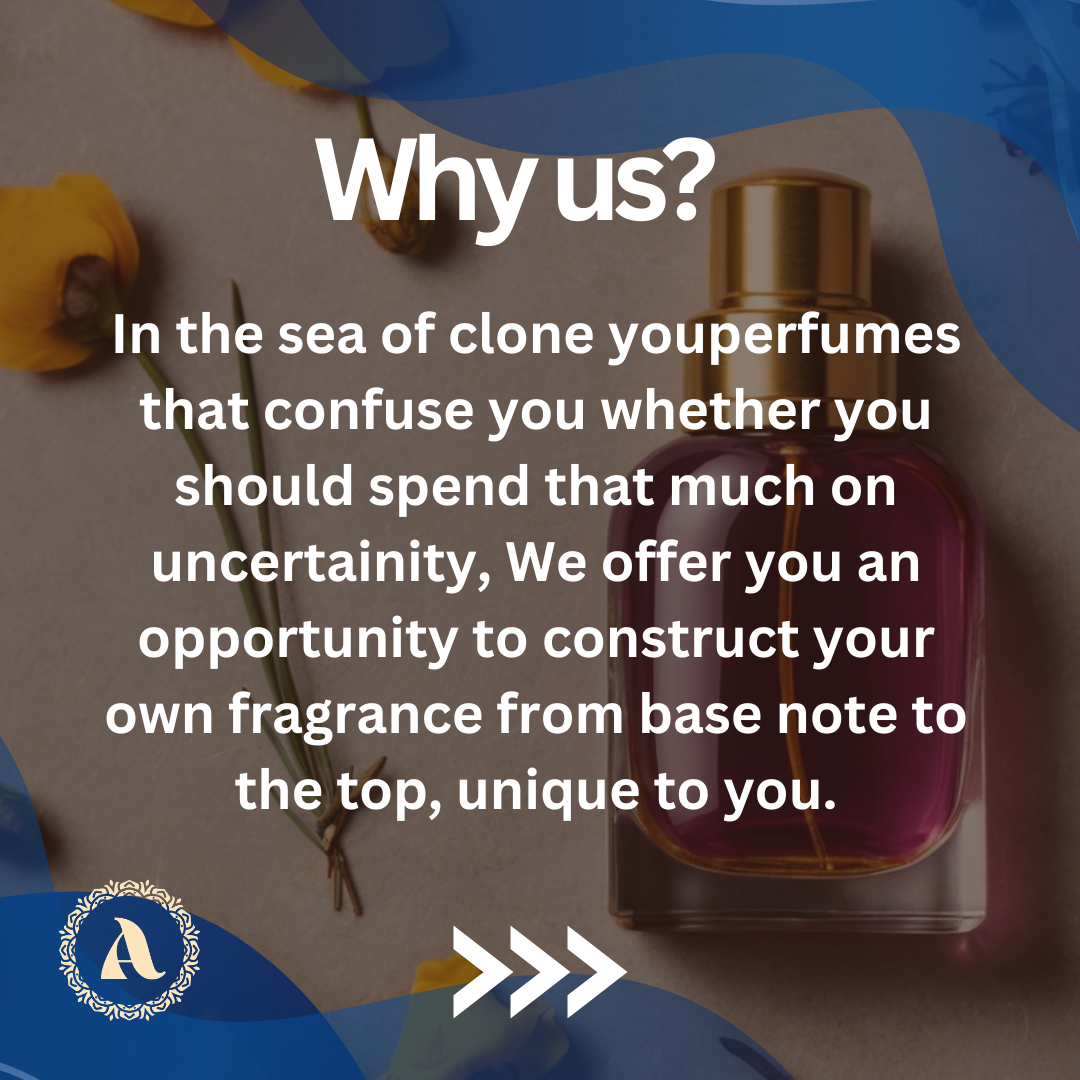 Why us?
In the sea of clone youperfumes
that confuse you whether you
should spend that much on
uncertainity, We offer you an
opportunity to construct your
own fragrance from base note to
the top, unique to you.
A